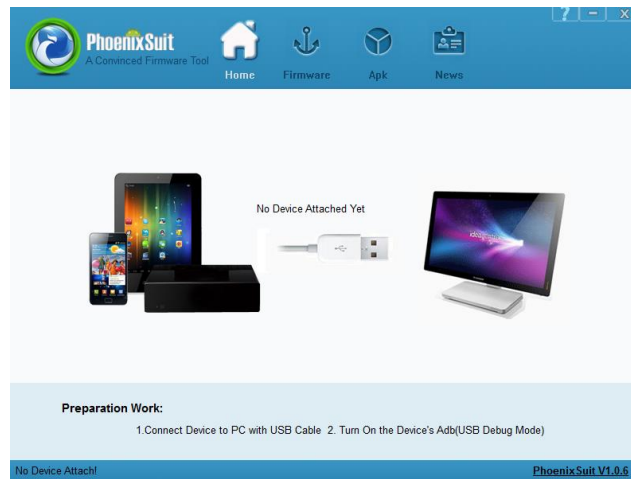 PhoenixSuit
A Convinced Firmware Tool
Home
Firmware
Apk
News
? - X
No Device Attached Yet
Preparation Work:
1.Connect Device to PC with USB Cable 2. Turn On the Device's Adb(USB Debug Mode)
No Device Attach!
PhoenixSuit V1.0.6